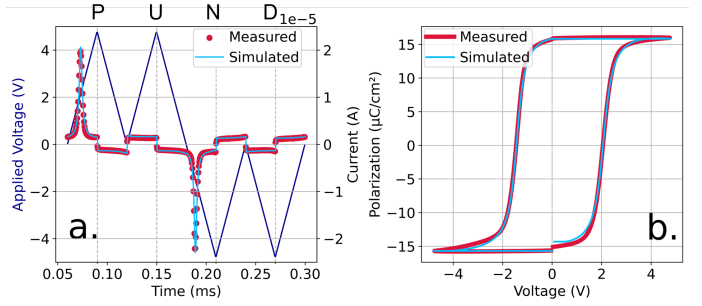 P U N D 1e−5
Measured
Simulated
4
2
0
−2
−4
2
1
0
−1
−2
Applied Voltage (V)
Current (A)
0.05 0.10 0.15 0.20 0.25 0.30
Time (ms)
a.
Measured
Simulated
15
10
5
0
−5
−10
−15
Polarization (μC/cm²)
−4 −2 0 2 4
Voltage (V)
b.